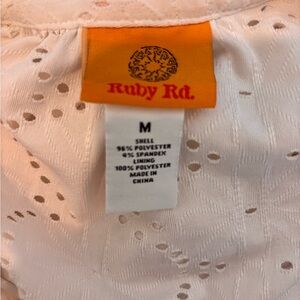 Ruby Rd.
M
SHELL
96% POLYESTER
4% SPANDEX
LINING
100% POLYESTER
MADE IN
CHINA